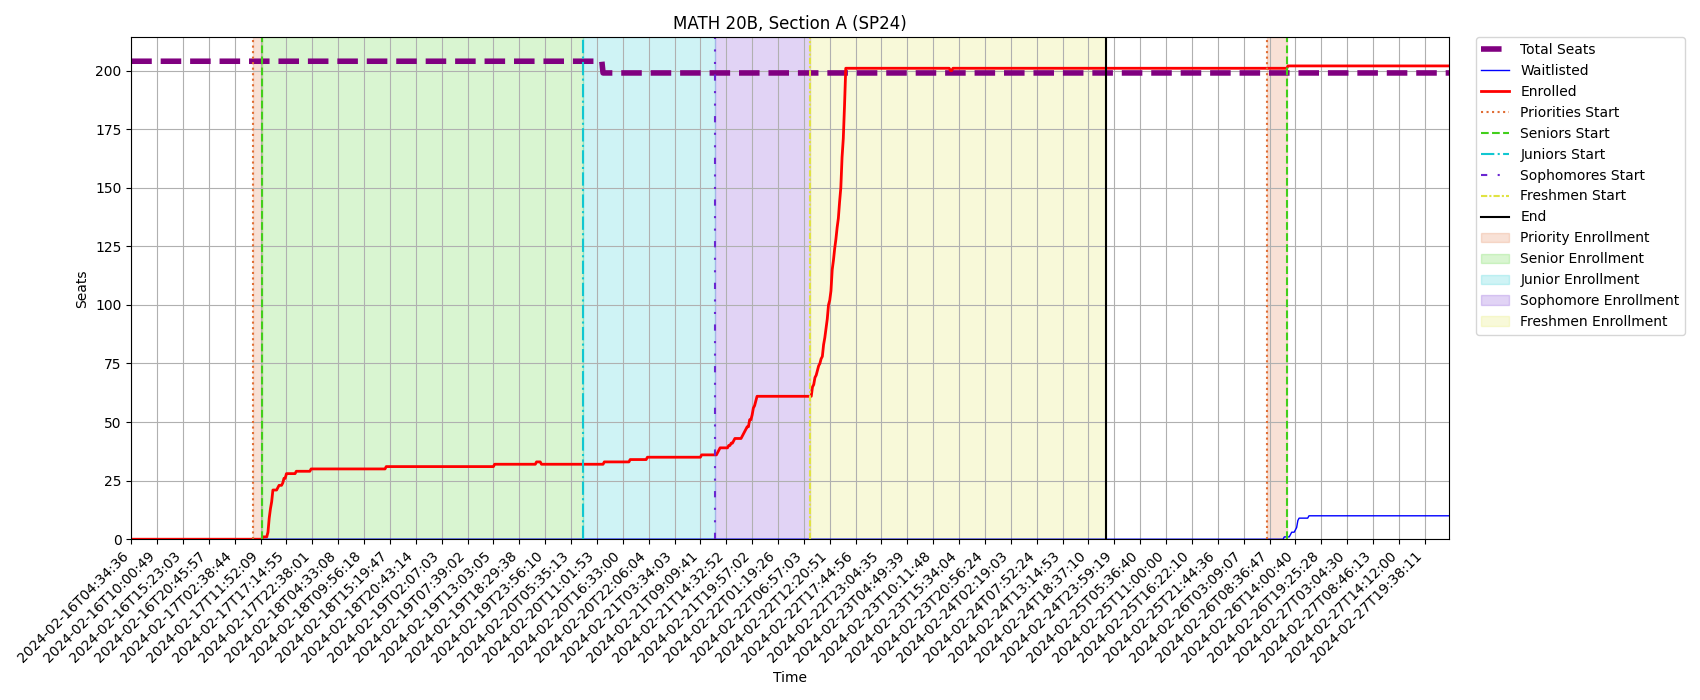 MATH 20B, Section A (SP24)
Total Seats
Waitlisted
Enrolled
Priorities Start
Seniors Start
Juniors Start
Sophomores Start
Freshmen Start
End
Priority Enrollment
Senior Enrollment
Junior Enrollment
Sophomore Enrollment
Freshmen Enrollment
Seats
200
175
150
125
100
75
50
25
0
2024-02-16T04:34:36
2024-02-16T10:00:49
2024-02-16T15:23:03
2024-02-16T20:45:57
2024-02-17T02:38:44
2024-02-17T11:52:09
2024-02-17T17:14:55
2024-02-17T22:38:01
2024-02-18T04:33:08
2024-02-18T09:56:18
2024-02-18T15:19:47
2024-02-18T20:43:14
2024-02-19T02:07:03
2024-02-19T07:39:02
2024-02-19T13:03:05
2024-02-19T18:29:38
2024-02-19T23:56:10
2024-02-20T05:35:13
2024-02-20T11:01:53
2024-02-20T16:33:00
2024-02-20T22:06:04
2024-02-21T03:34:03
2024-02-21T09:09:41
2024-02-21T14:32:52
2024-02-21T19:57:02
2024-02-22T01:19:26
2024-02-22T06:57:03
2024-02-22T12:20:51
2024-02-22T17:44:56
2024-02-22T23:04:35
2024-02-23T04:49:39
2024-02-23T10:11:48
2024-02-23T15:34:04
2024-02-23T20:56:24
2024-02-24T02:19:03
2024-02-24T07:52:24
2024-02-24T13:14:53
2024-02-24T18:37:10
2024-02-24T23:59:19
2024-02-25T05:36:40
2024-02-25T11:00:00
2024-02-25T16:22:10
2024-02-25T21:44:36
2024-02-26T03:09:07
2024-02-26T08:36:47
2024-02-26T14:00:40
2024-02-26T19:25:28
2024-02-27T03:04:30
2024-02-27T08:46:13
2024-02-27T14:12:00
2024-02-27T19:38:11
Time